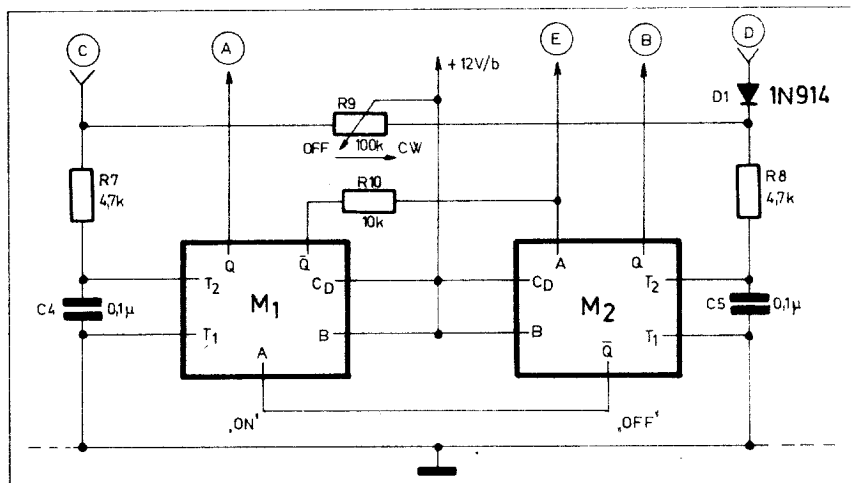 C
A
E
B
D
+12V/b
D1
1N914
R9
100k
OFF
CW
R7
4,7k
R10
10k
R8
4,7k
Q
Q̅
A
Q
T2
CD
CD
T2
C4
0,1µ
M1
M2
C5
0,1µ
T1
B
B
T1
A
Q̅
„ON“
„OFF“